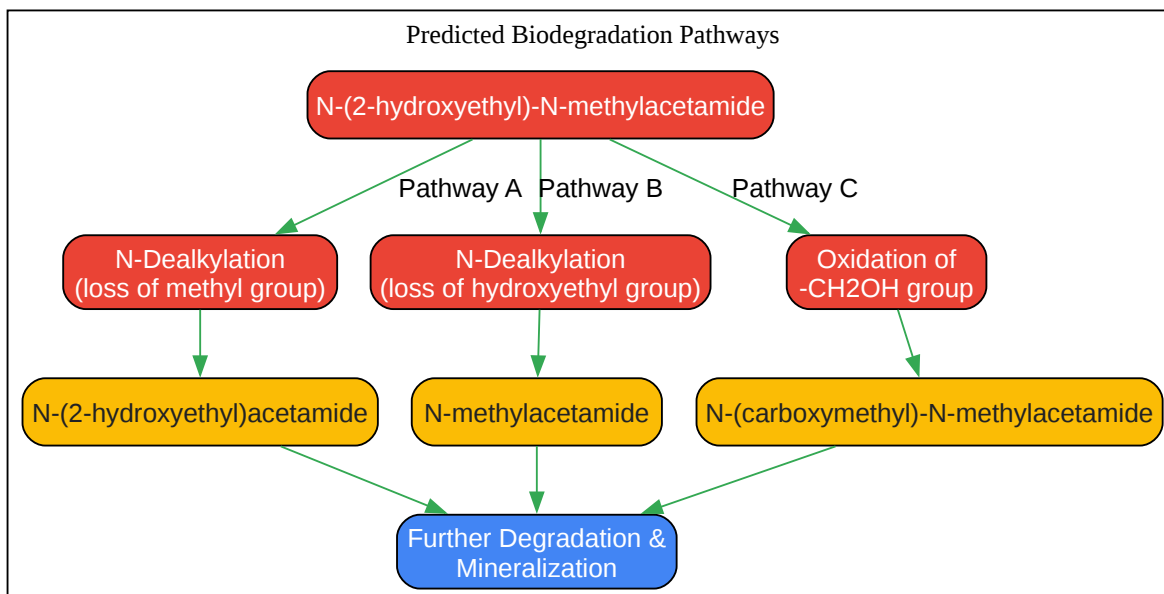 Predicted Biodegradation Pathways
N-(2-hydroxyethyl)-N-methylacetamide
Pathway A
Pathway B
Pathway C
N-Dealkylation
(loss of methyl group)
N-Dealkylation
(loss of hydroxyethyl group)
Oxidation of
-CH2OH group
N-(2-hydroxyethyl)acetamide
N-methylacetamide
N-(carboxymethyl)-N-methylacetamide
Further Degradation &
Mineralization